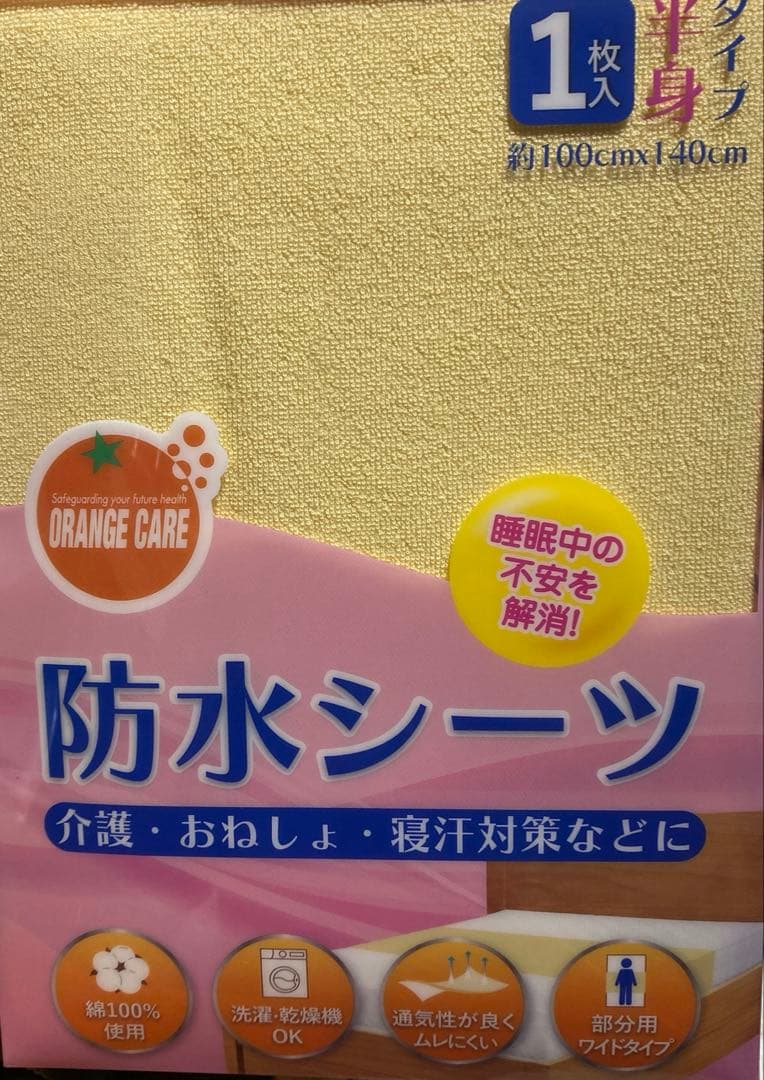 1枚入
半身
タイプ
約100cmx140cm
Safeguarding your future health
ORANGE CARE
睡眠中の
不安を
解消!
防水シーツ
介護・おねしょ・寝汗対策などに
綿100%
使用
洗濯・乾燥機
OK
通気性が良く
ムレにくい
部分用
ワイドタイプ